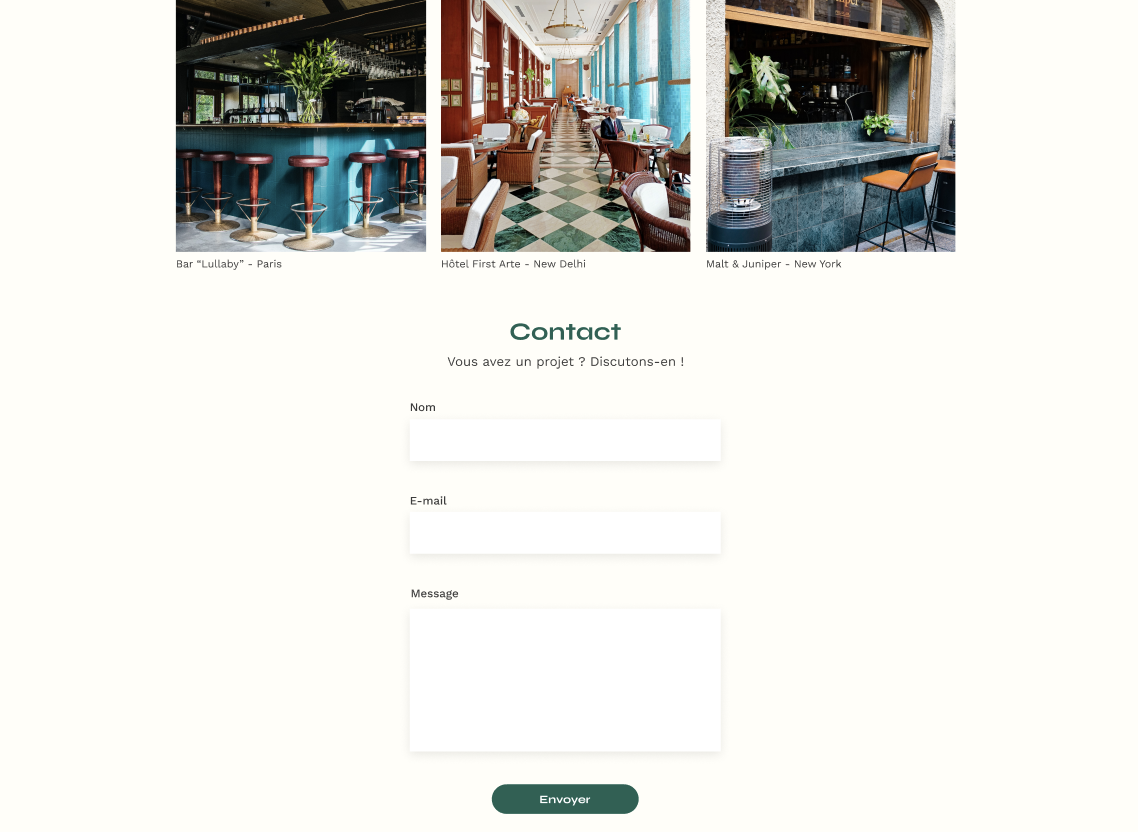 Bar “Lullaby” - Paris
Hôtel First Arte - New Delhi
Malt & Juniper - New York
Contact
Vous avez un projet ? Discutons-en !
Nom
E-mail
Message
Envoyer